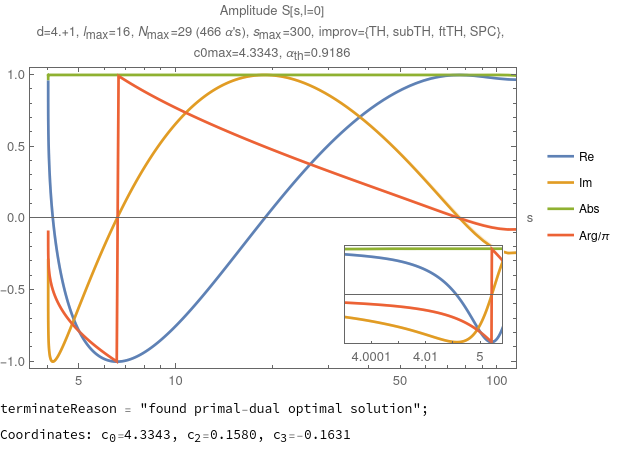 Amplitude S[s,l=0]
d=4.+1, lmax=16, Nmax=29 (466 α's), smax=300, improv={TH, subTH, ftTH, SPC},
c0max=4.3343, αth=0.9186
1.0
0.5
0.0
-0.5
-1.0
5
10
50
100
s
4.0001
4.01
5
Re
Im
Abs
Arg/π
terminateReason = "found primal-dual optimal solution";
Coordinates: c0=4.3343, c2=0.1580, c3=-0.1631